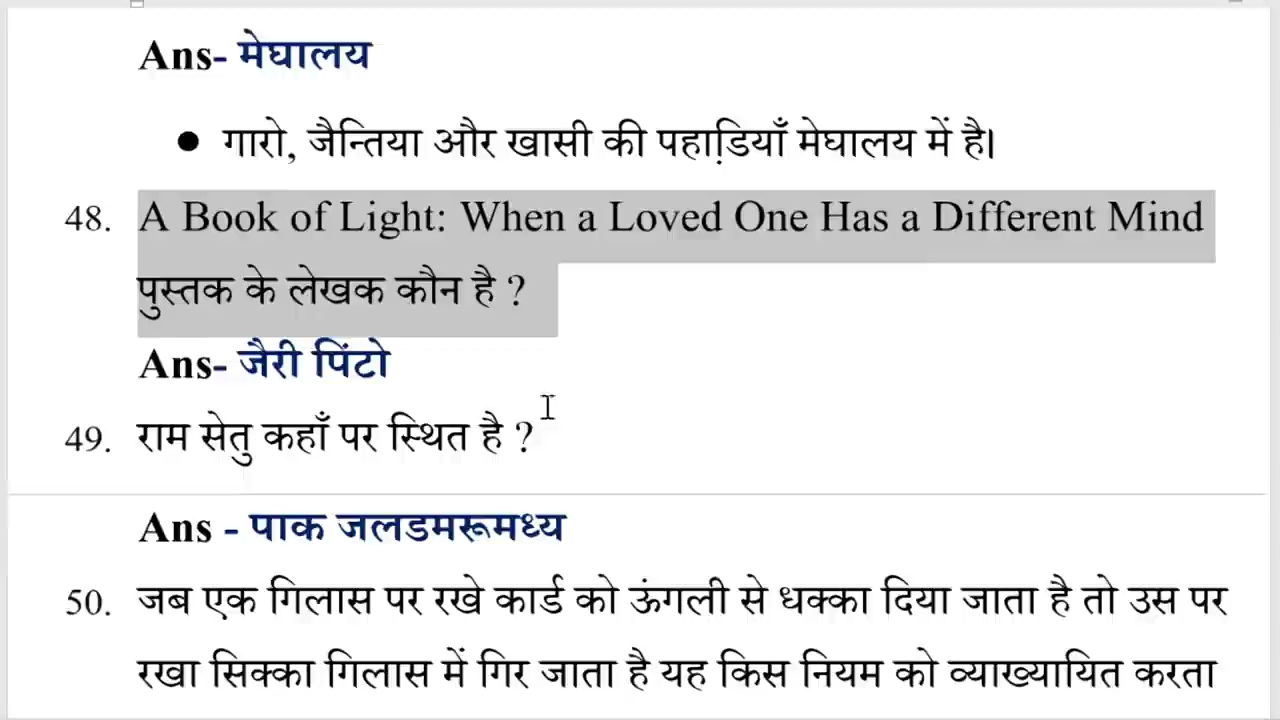 Ans- मेघालय
● गारो, जैन्तिया और खासी की पहाड़ियाँ मेघालय में है।
48. A Book of Light: When a Loved One Has a Different Mind
पुस्तक के लेखक कौन है ?
Ans- जैरी पिंटो
49. राम सेतु कहाँ पर स्थित है ?
Ans - पाक जलडमरूमध्य
50. जब एक गिलास पर रखे कार्ड को ऊंगली से धक्का दिया जाता है तो उस पर
रखा सिक्का गिलास में गिर जाता है यह किस नियम को व्याख्यायित करता